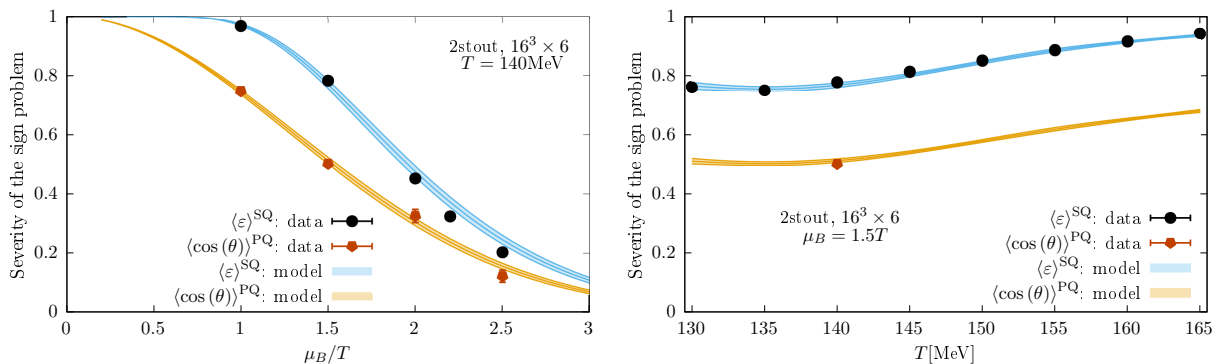 Severity of the sign problem
1
0.8
0.6
0.4
0.2
0
2stout, 16³ × 6
T = 140MeV
⟨ε⟩^SQ: data
⟨cos (θ)⟩^PQ: data
⟨ε⟩^SQ: model
⟨cos (θ)⟩^PQ: model
0 0.5 1 1.5 2 2.5 3
μ_B/T
Severity of the sign problem
1
0.8
0.6
0.4
0.2
0
2stout, 16³ × 6
μ_B = 1.5T
⟨ε⟩^SQ: data
⟨cos (θ)⟩^PQ: data
⟨ε⟩^SQ: model
⟨cos (θ)⟩^PQ: model
130 135 140 145 150 155 160 165
T[MeV]